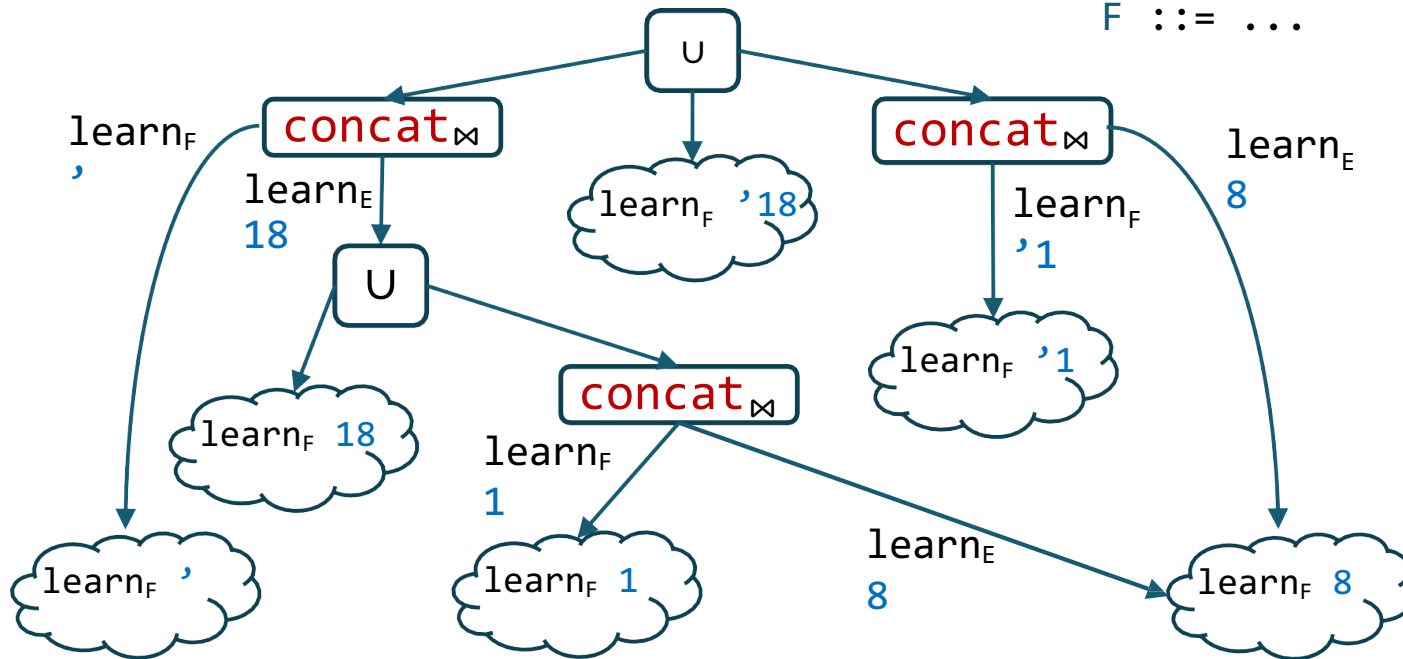 F ::= ...
∪
concat⋈
concat⋈
learnF
’
learnE
18
learnF ’18
learnF
’1
learnE
8
∪
learnF ’1
concat⋈
learnF 18
learnF
1
learnE
8
learnF ’
learnF 1
learnF 8